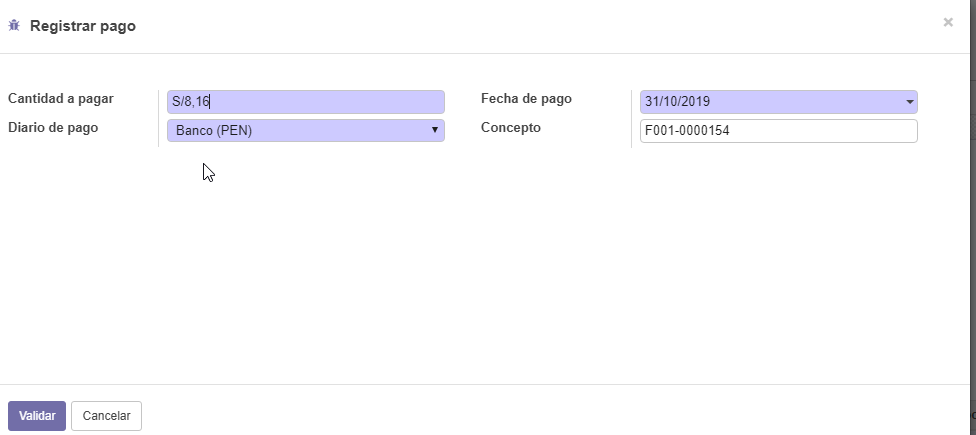 Registrar pago
Cantidad a pagar S/8,16 Fecha de pago 31/10/2019
Diario de pago Banco (PEN) Concepto F001-0000154
Validar Cancelar